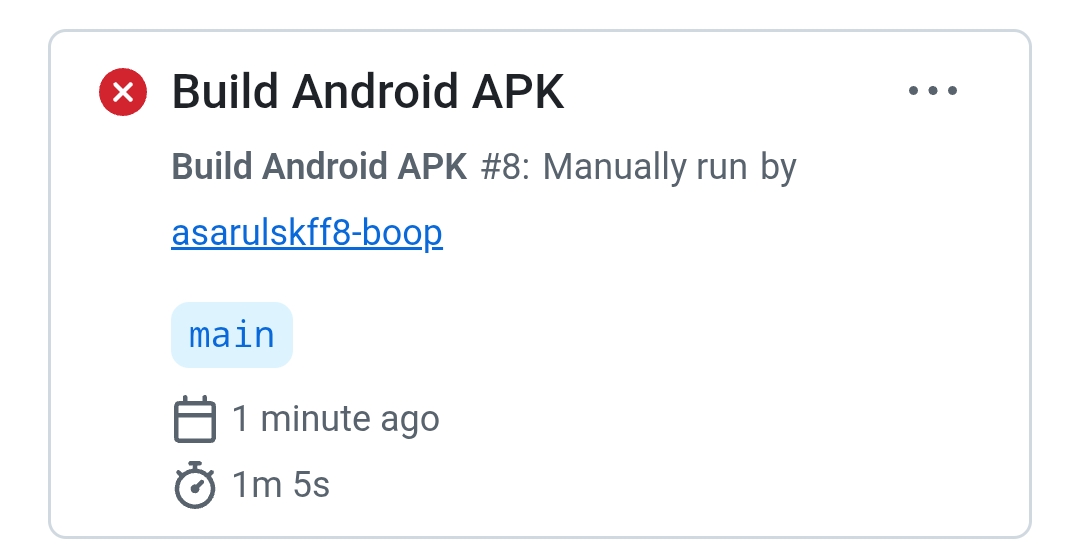 Build Android APK
Build Android APK #8: Manually run by
asarulskff8-boop
main
1 minute ago
1m 5s